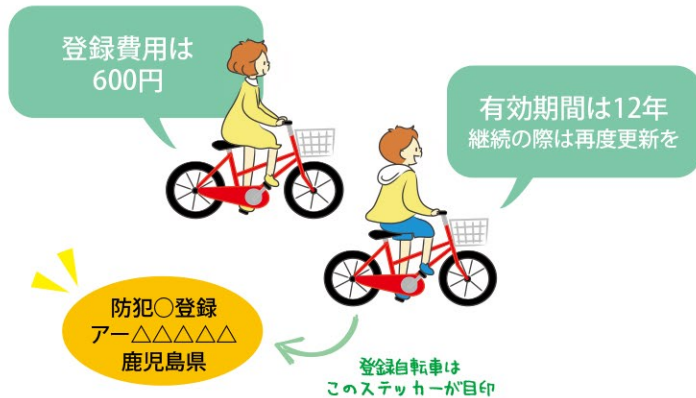 登録費用は
600円
有効期間は12年
継続の際は再度更新を
防犯○登録
アー△△△△△
鹿児島県
登録自転車は
このステッカーが目印